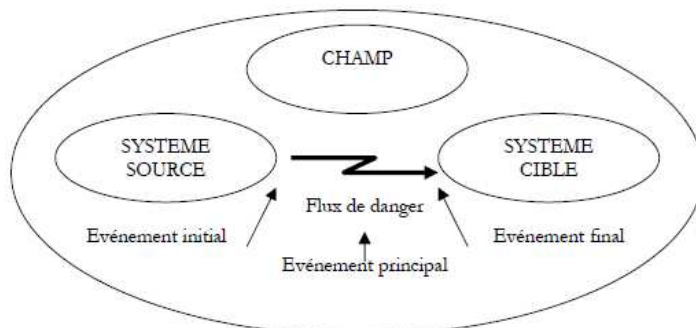 CHAMP
SYSTEME
SOURCE
SYSTEME
CIBLE
Flux de danger
Evénement initial
Evénement final
Evénement principal